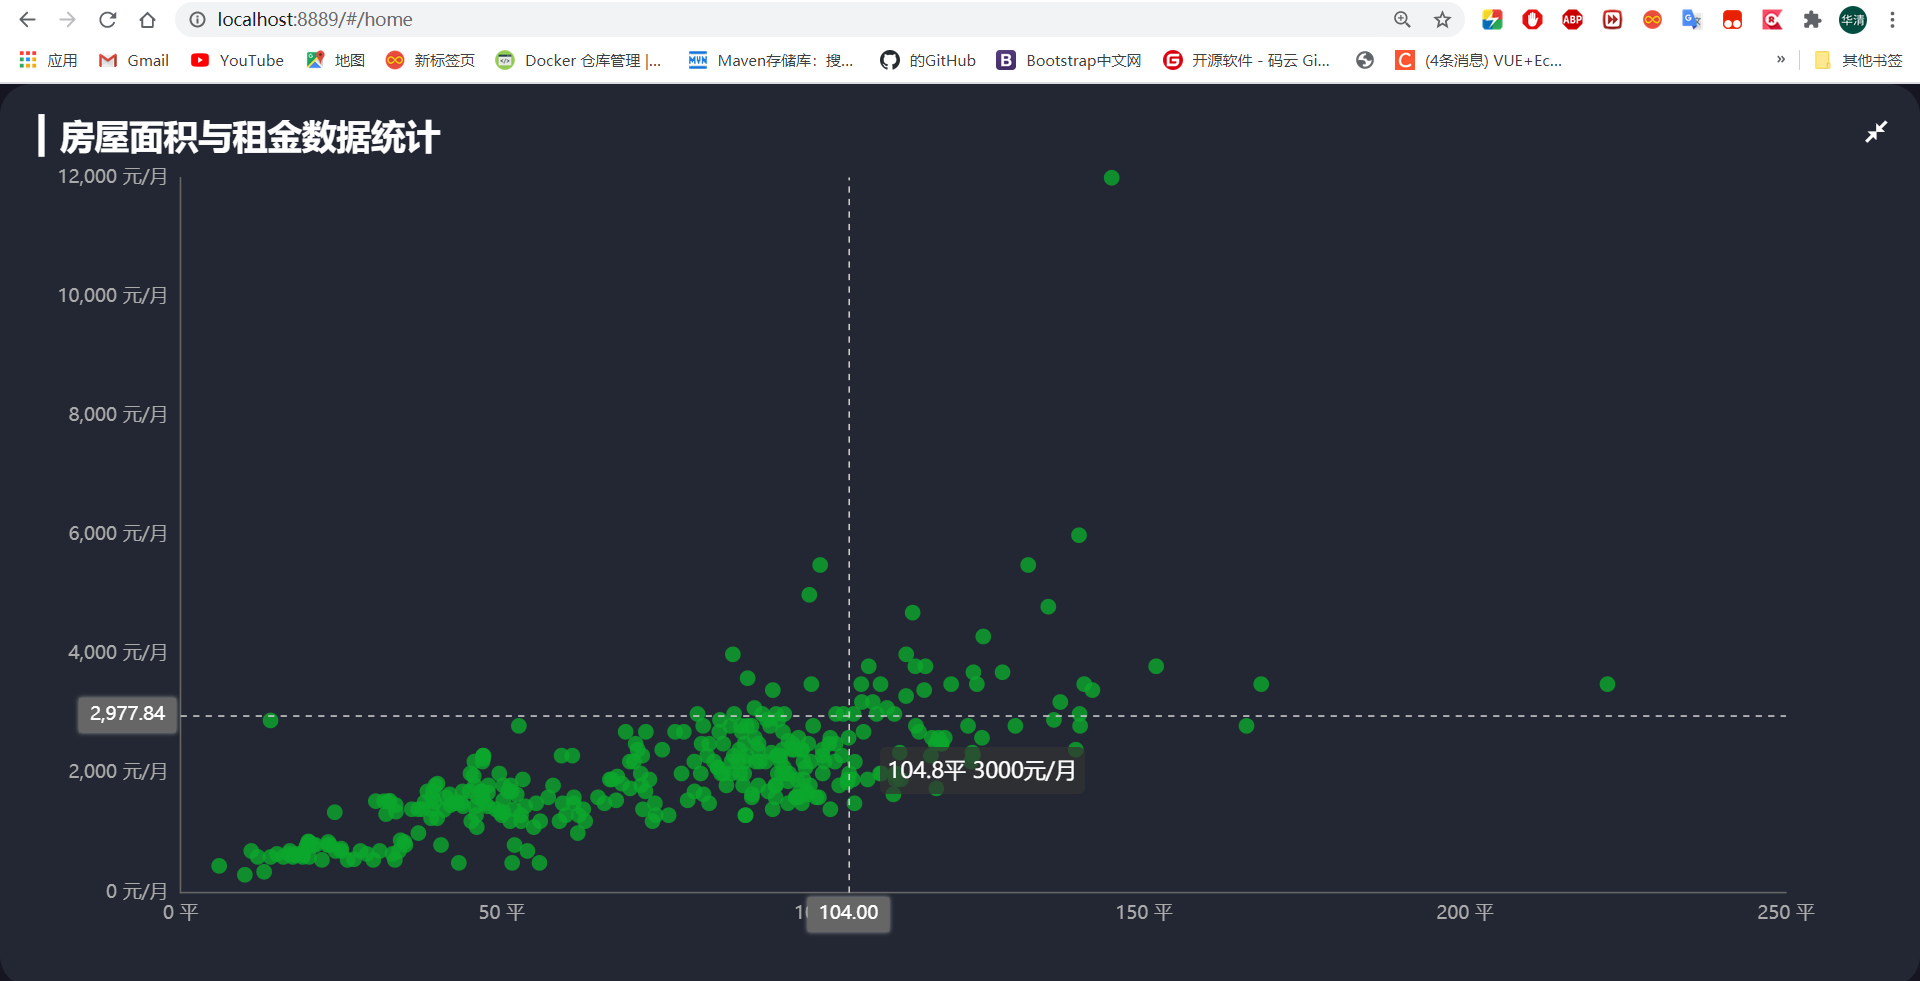 localhost:8889/#/home
华清
应用
Gmail
YouTube
地图
新标签页
Docker 仓库管理 |...
Maven存储库：搜...
的GitHub
Bootstrap中文网
开源软件 - 码云 Gi...
(4条消息) VUE+Ec...
»
其他书签
房屋面积与租金数据统计
12,000 元/月
10,000 元/月
8,000 元/月
6,000 元/月
4,000 元/月
2,977.84
2,000 元/月
104.8平 3000元/月
0 元/月
0 平
50 平
104.00
150 平
200 平
250 平